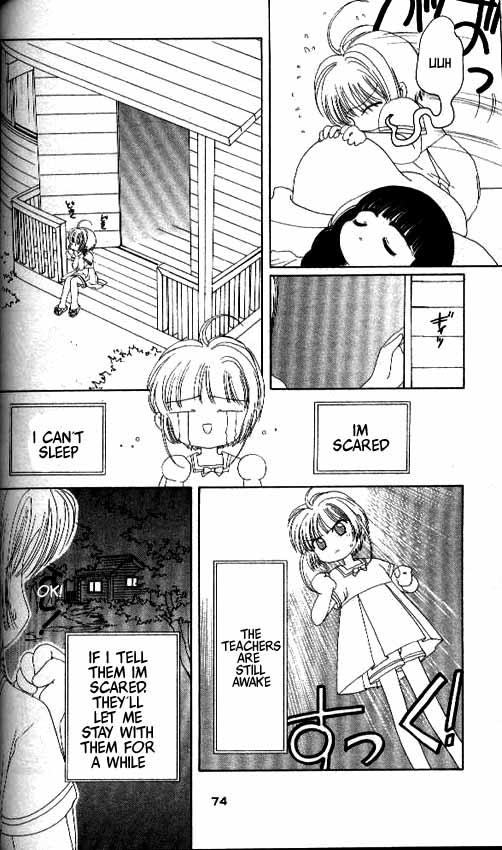 UUH
ギッ
IM
SCARED
I CAN'T
SLEEP
THE
TEACHERS
ARE
STILL
AWAKE
すっく!
OK!
IF I TELL
THEM IM
SCARED.
THEY'LL
LET ME
STAY WITH
THEM FOR
A WHILE
74